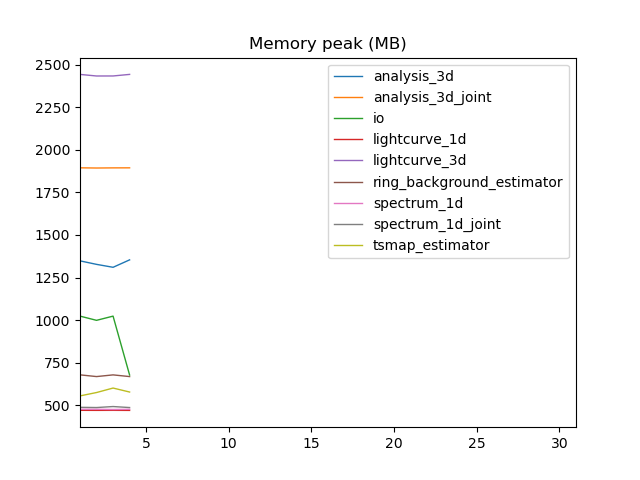 Memory peak (MB)
2500
2250
2000
1750
1500
1250
1000
750
500
5
10
15
20
25
30
analysis_3d
analysis_3d_joint
io
lightcurve_1d
lightcurve_3d
ring_background_estimator
spectrum_1d
spectrum_1d_joint
tsmap_estimator